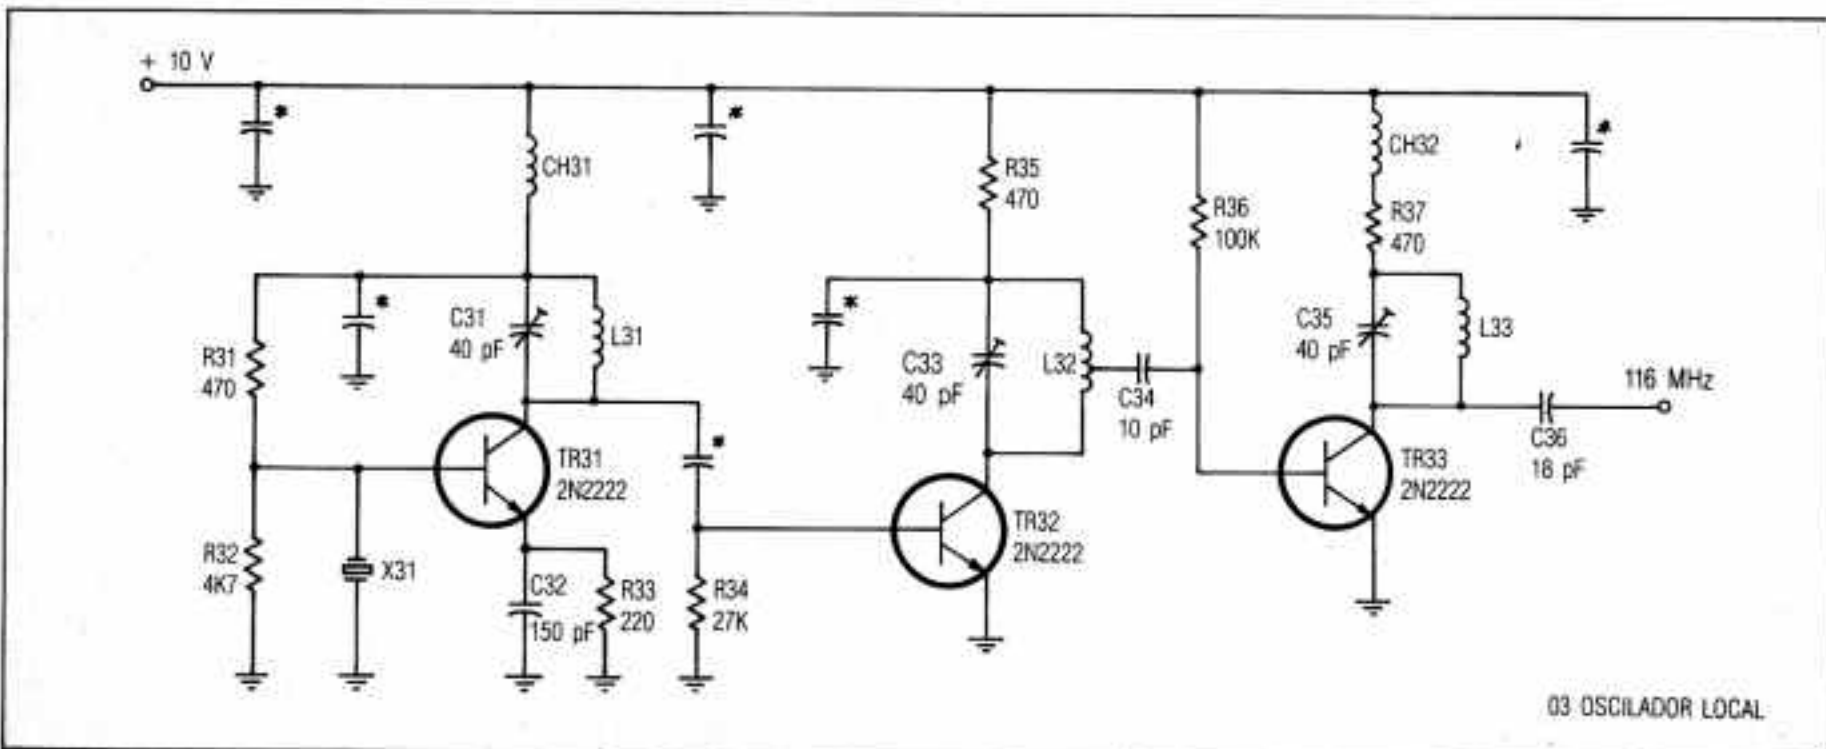 + 10 V
*
*
*
CH31
CH32
R35
470
R36
100K
R37
470
*
*
C31
40 pF
L31
C35
40 pF
L33
R31
470
C33
40 pF
L32
C34
10 pF
116 MHz
*
C36
18 pF
TR31
2N2222
TR33
2N2222
TR32
2N2222
R32
4K7
X31
C32
150 pF
R33
220
R34
27K
03 OSCILADOR LOCAL